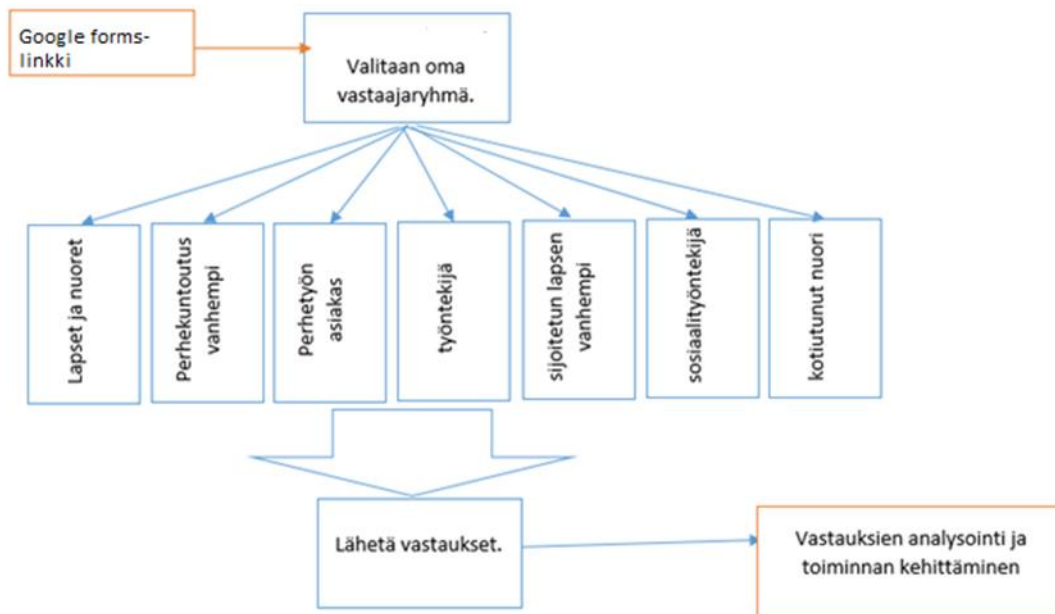 Google forms-
linkki
Valitaan oma
vastaajaryhmä.
Lapset ja nuoret
Perhekuntoutus
vanhempi
Perhetyön
asiakas
työntekijä
sijoitetun lapsen
vanhempi
sosiaalityöntekijä
kotiutunut nuori
Lähetä vastaukset.
Vastauksien analysointi ja
toiminnan kehittäminen